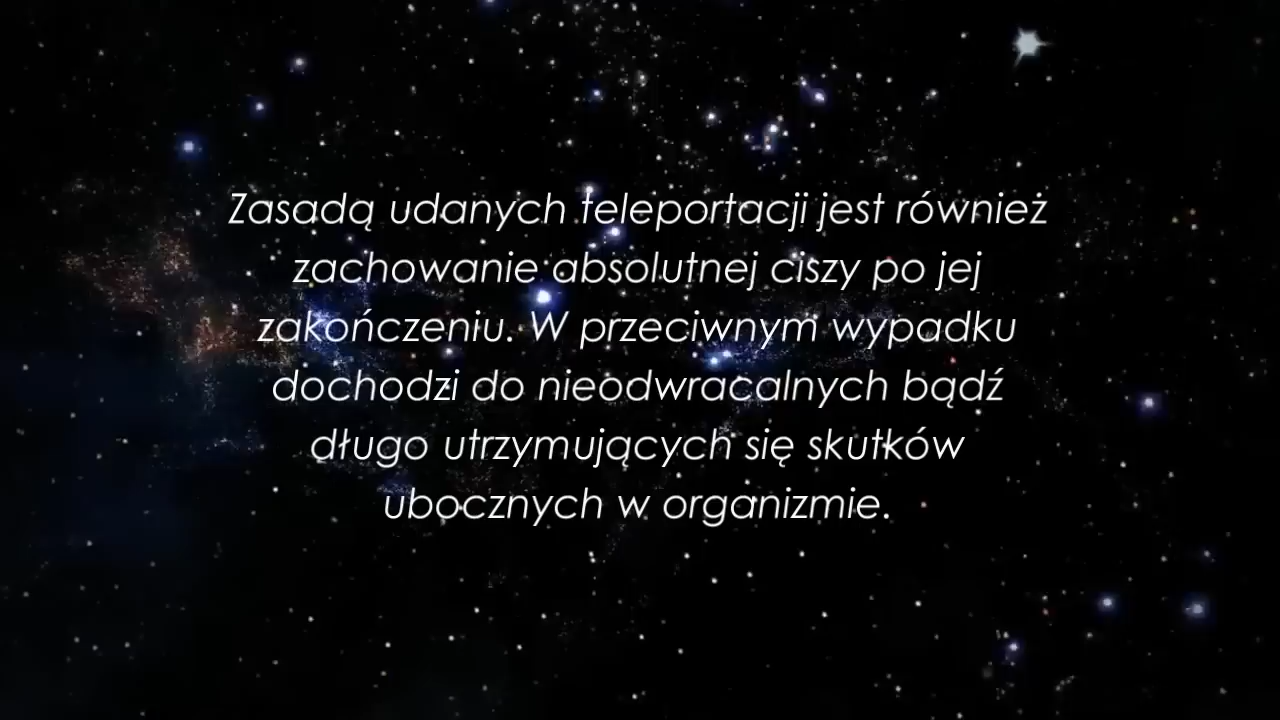 Zasadą udanych teleportacji jest również
zachowanie absolutnej ciszy po jej
zakończeniu. W przeciwnym wypadku
dochodzi do nieodwracalnych bądź
długo utrzymujących się skutków
ubocznych w organizmie.